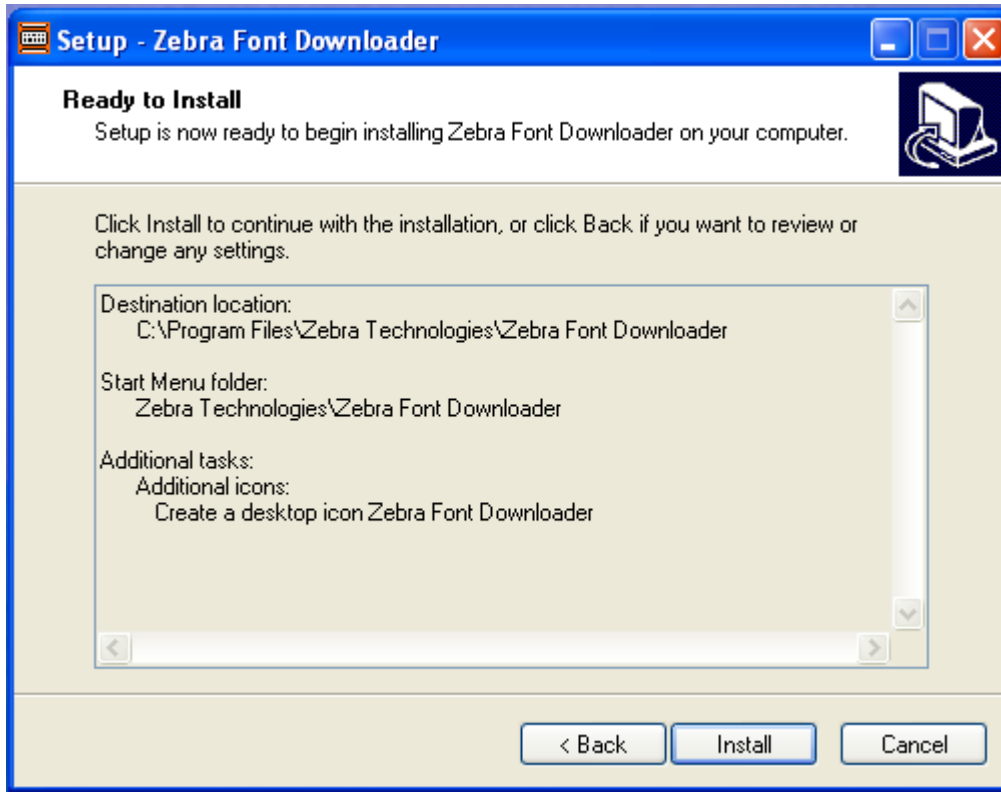 Setup - Zebra Font Downloader
Ready to Install
Setup is now ready to begin installing Zebra Font Downloader on your computer.
Click Install to continue with the installation, or click Back if you want to review or
change any settings.
Destination location:
C:\Program Files\Zebra Technologies\Zebra Font Downloader
Start Menu folder:
Zebra Technologies\Zebra Font Downloader
Additional tasks:
Additional icons:
Create a desktop icon Zebra Font Downloader
< Back Install Cancel